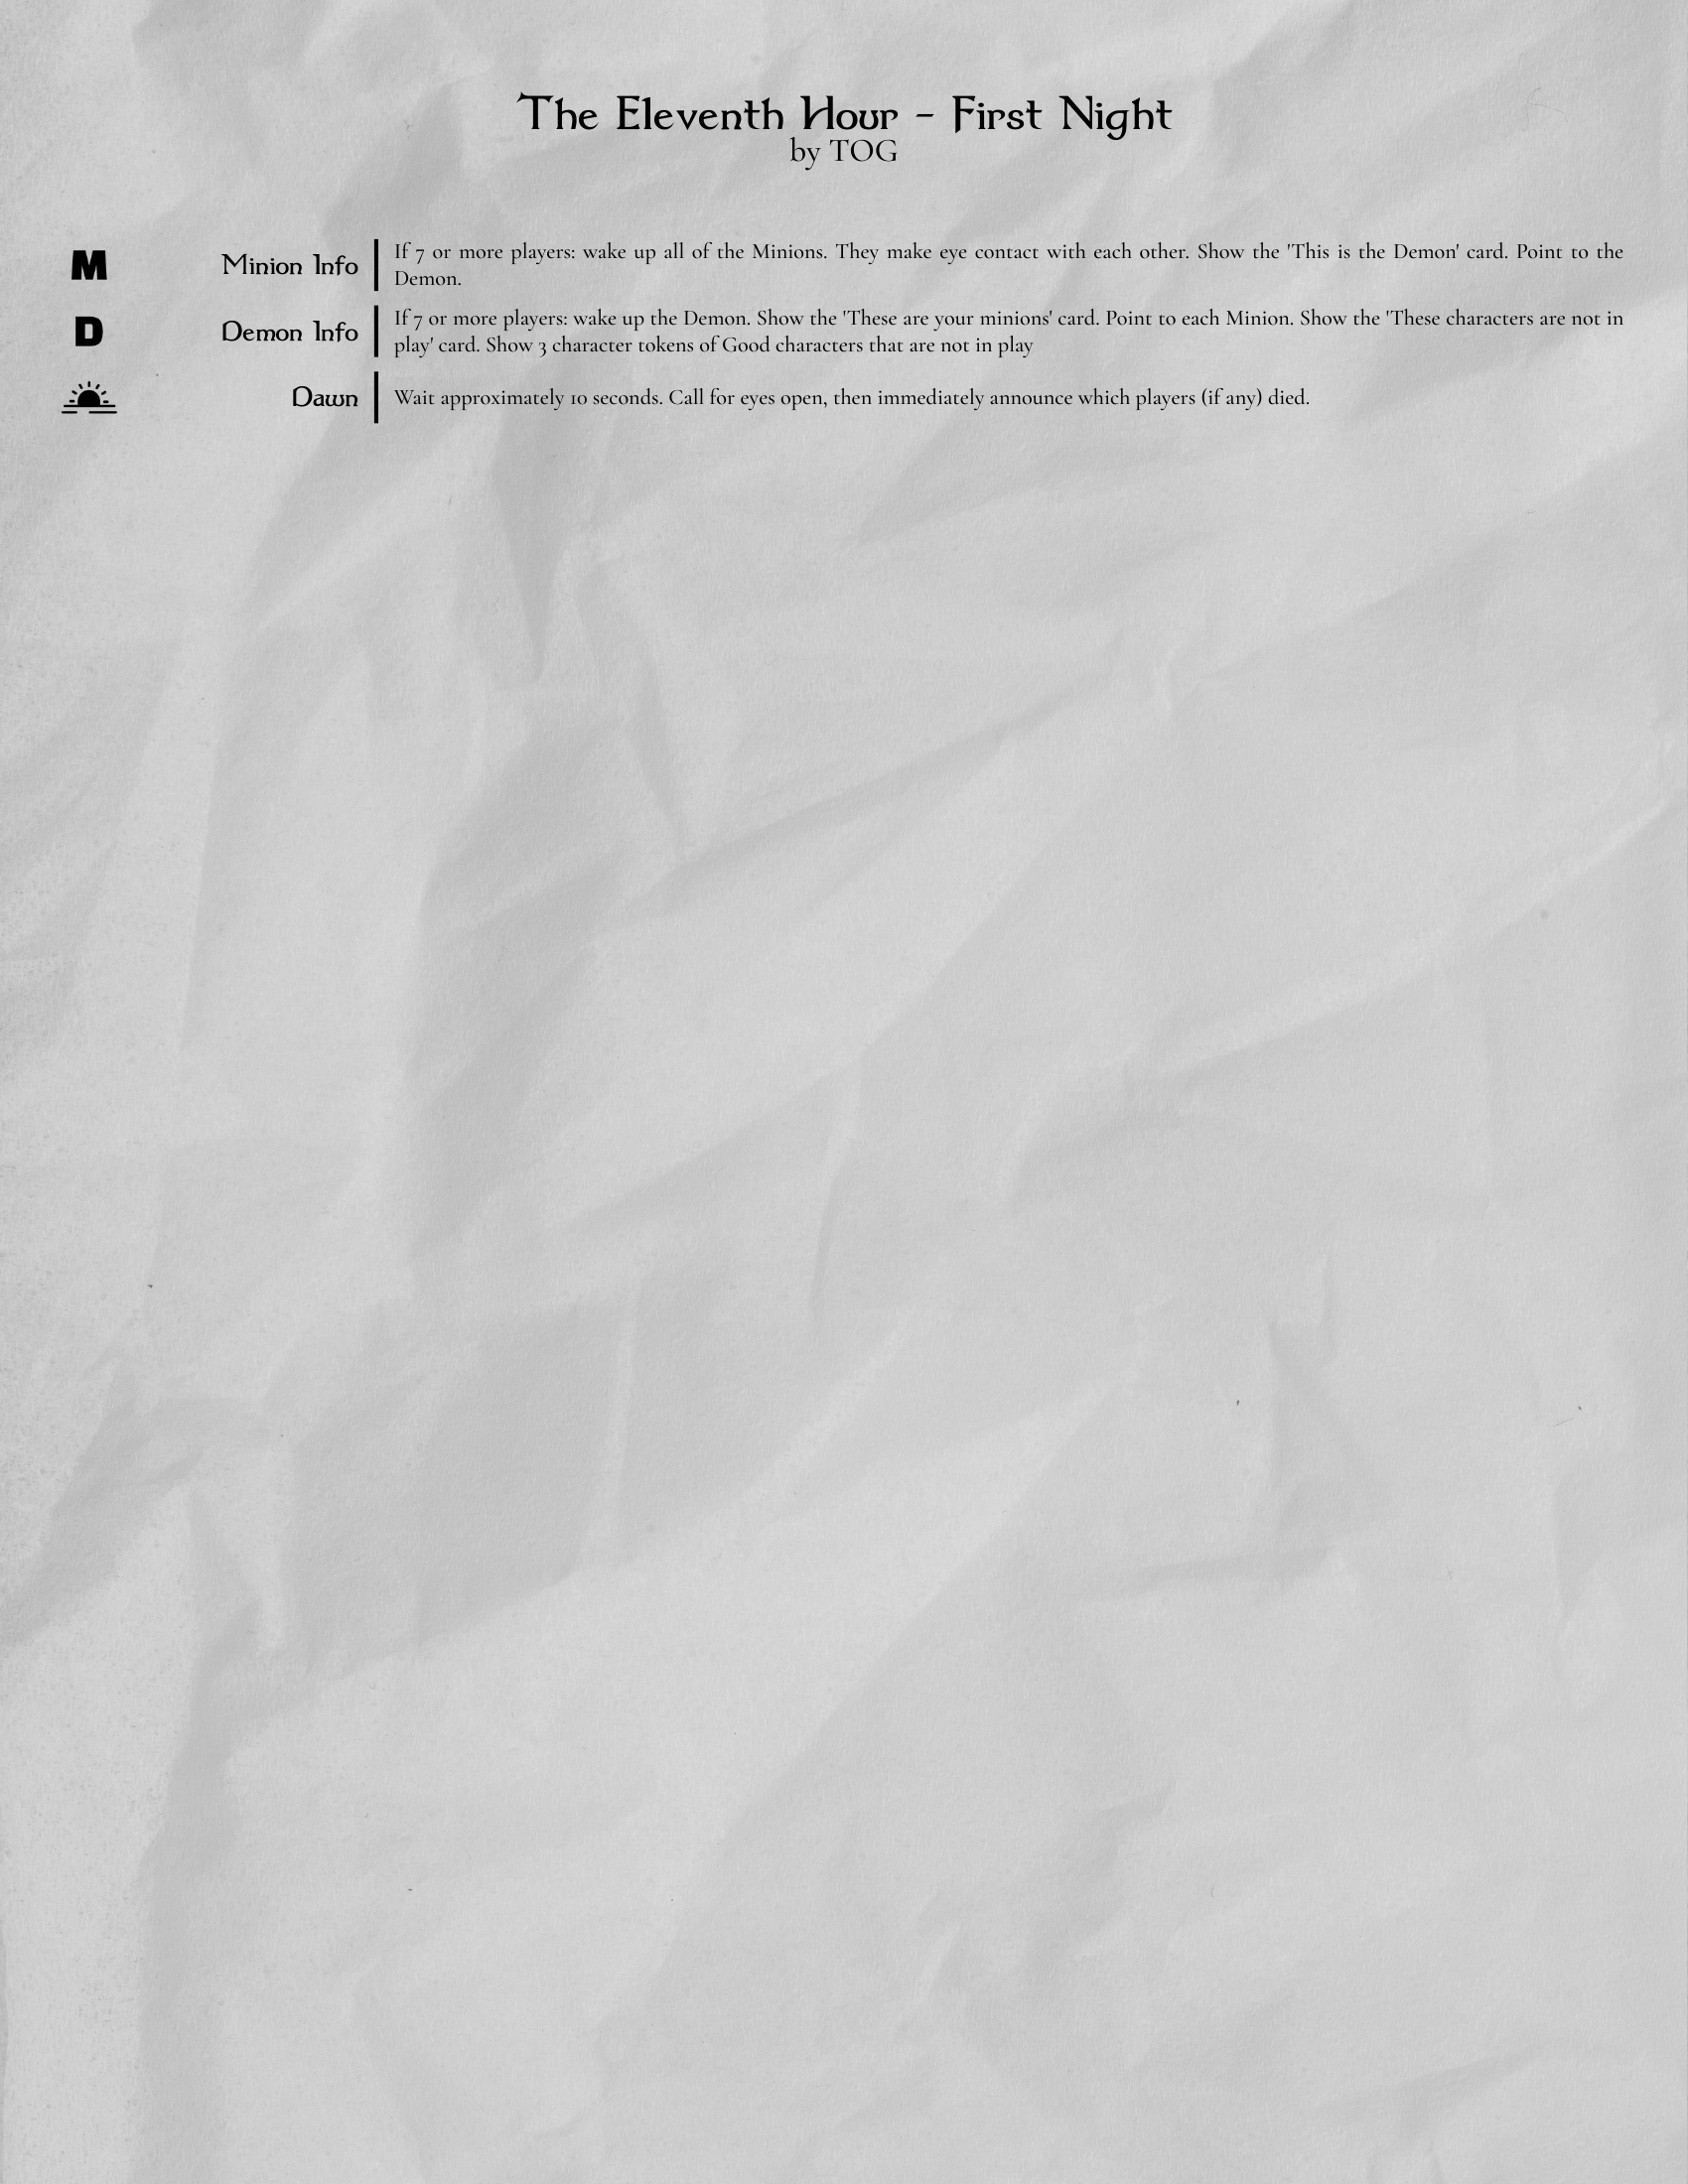 The Eleventh Hour - First Night
by TOG
M
Minion Info
If 7 or more players: wake up all of the Minions. They make eye contact with each other. Show the 'This is the Demon' card. Point to the
Demon.
D
Demon Info
If 7 or more players: wake up the Demon. Show the 'These are your minions' card. Point to each Minion. Show the 'These characters are not in
play' card. Show 3 character tokens of Good characters that are not in play
Dawn
Wait approximately 10 seconds. Call for eyes open, then immediately announce which players (if any) died.